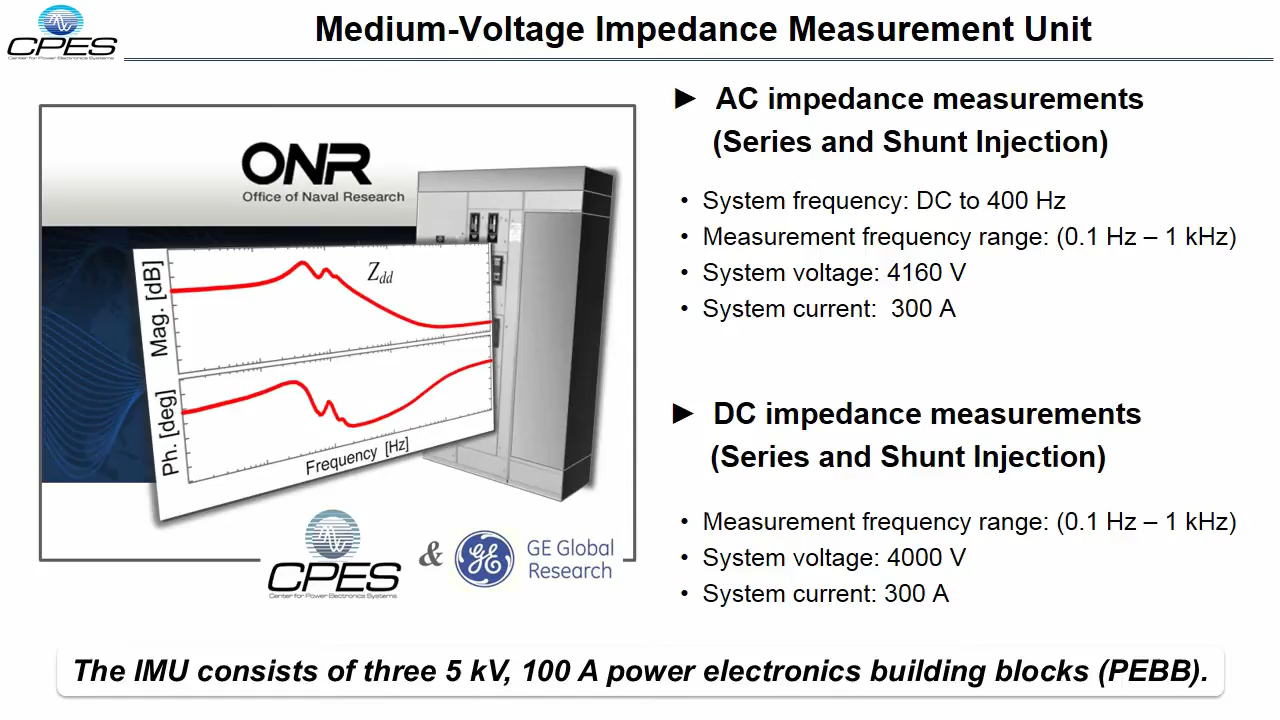 CPES
Center for Power Electronics Systems
Medium-Voltage Impedance Measurement Unit
ONR
Office of Naval Research
Mag. [dB]
Zdd
Ph. [deg]
Frequency [Hz]
CPES
Center for Power Electronics Systems
&
GE
GE Global
Research
► AC impedance measurements
(Series and Shunt Injection)
• System frequency: DC to 400 Hz
• Measurement frequency range: (0.1 Hz – 1 kHz)
• System voltage: 4160 V
• System current: 300 A
► DC impedance measurements
(Series and Shunt Injection)
• Measurement frequency range: (0.1 Hz – 1 kHz)
• System voltage: 4000 V
• System current: 300 A
The IMU consists of three 5 kV, 100 A power electronics building blocks (PEBB).